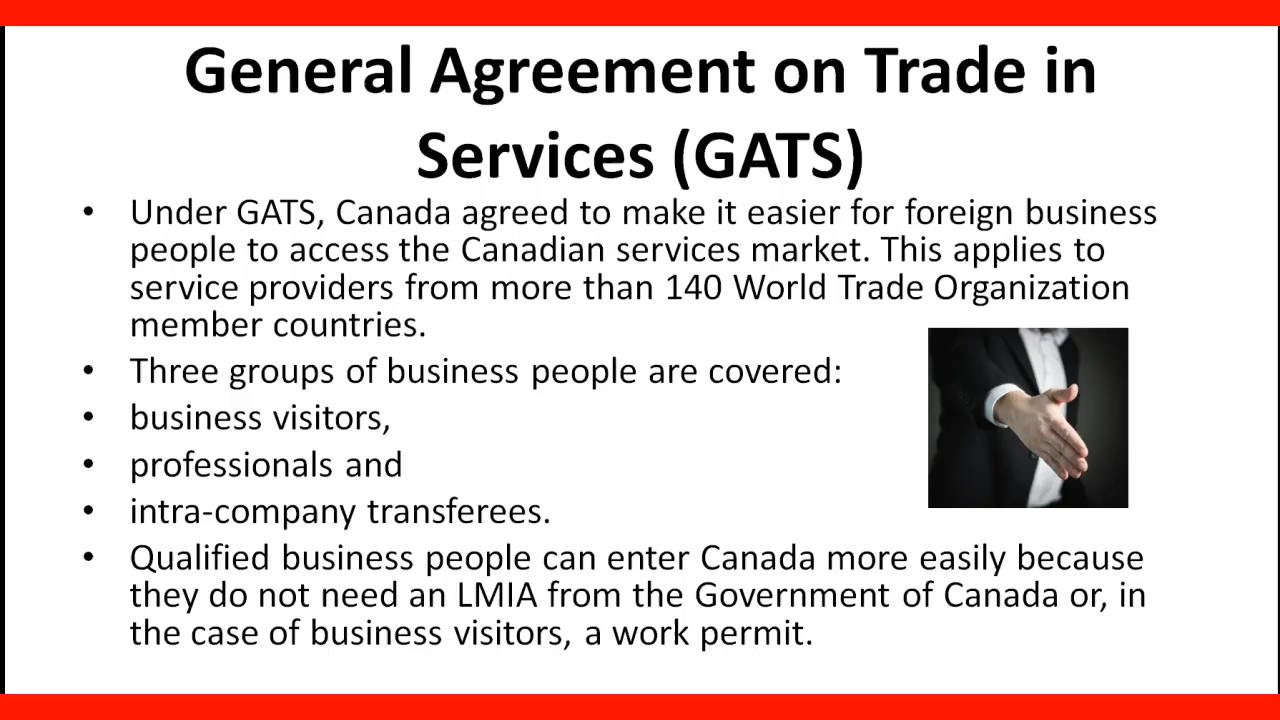 General Agreement on Trade in
Services (GATS)
• Under GATS, Canada agreed to make it easier for foreign business
people to access the Canadian services market. This applies to
service providers from more than 140 World Trade Organization
member countries.
• Three groups of business people are covered:
• business visitors,
• professionals and
• intra-company transferees.
• Qualified business people can enter Canada more easily because
they do not need an LMIA from the Government of Canada or, in
the case of business visitors, a work permit.